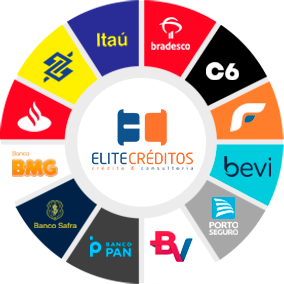 Itaú
bradesco
C6
bevi
PORTO
SEGURO
BV
BANCO
PAN
Banco Safra
Banco
BMG
ELITECRÉDITOS
crédito & consultoria